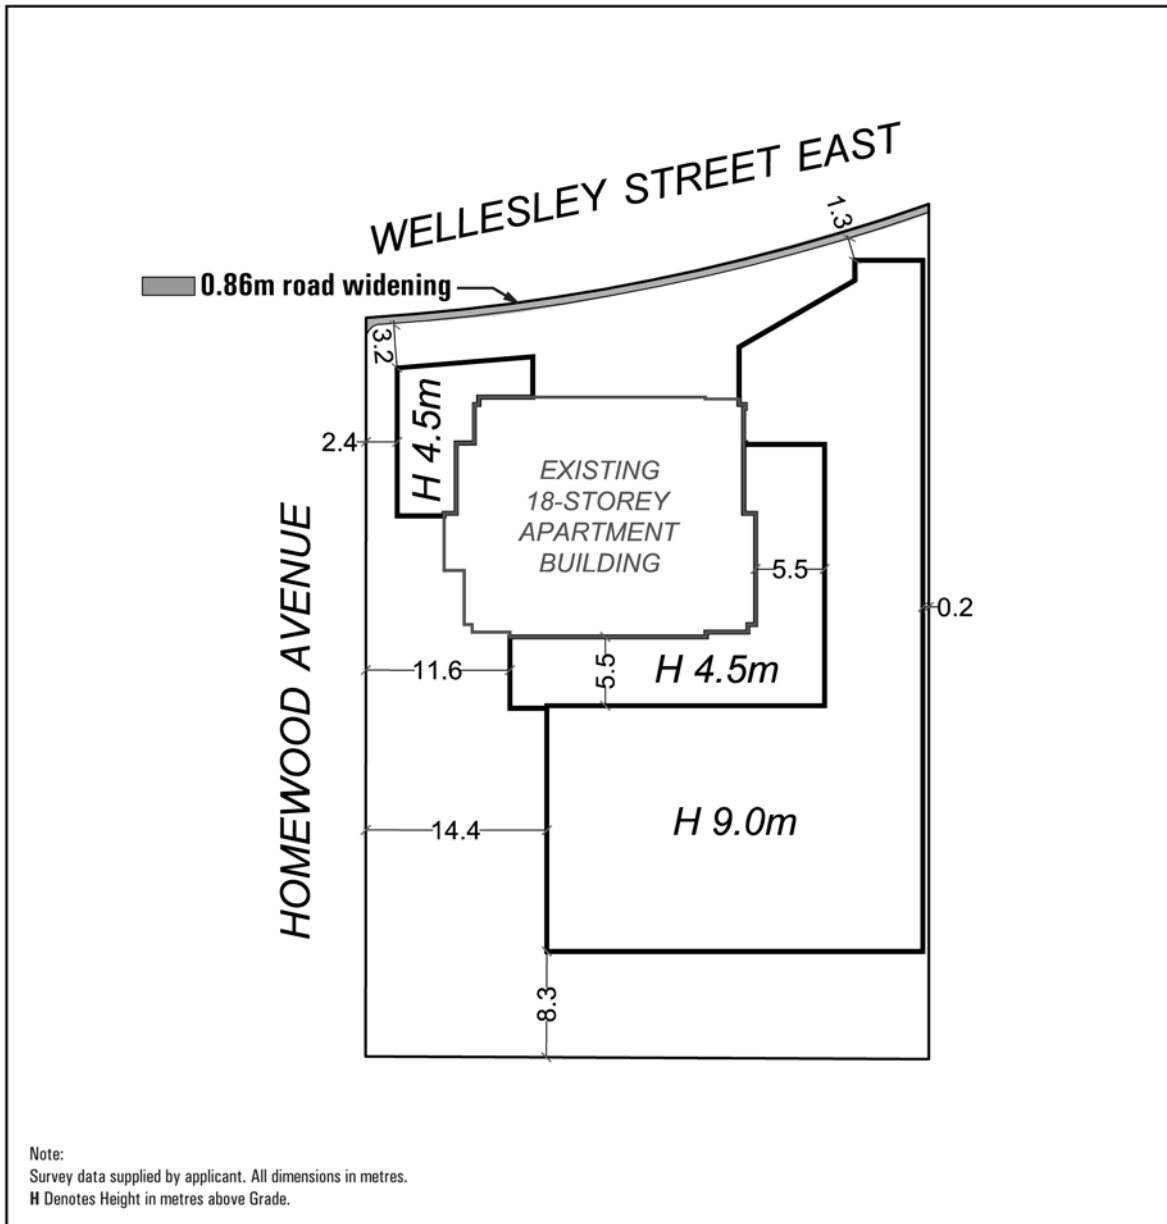 WELLESLEY STREET EAST
1.3
0.86m road widening
3.2
H 4.5m
2.4
EXISTING
18-STOREY
APARTMENT
BUILDING
HOMEWOOD AVENUE
5.5
0.2
11.6
5.5
H 4.5m
14.4
H 9.0m
8.3
Note:
Survey data supplied by applicant. All dimensions in metres.
H Denotes Height in metres above Grade.